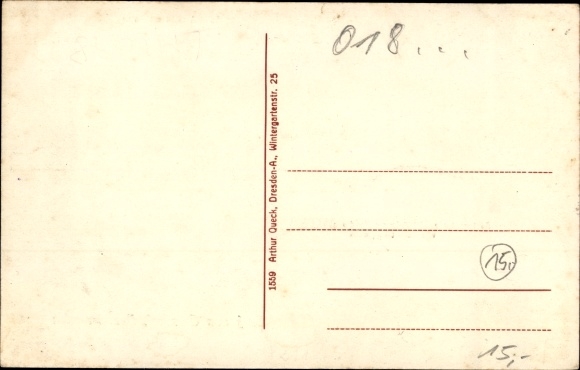 018...
1559 Arthur Queck, Dresden-A., Wintergartenstr. 25
15,
15,-